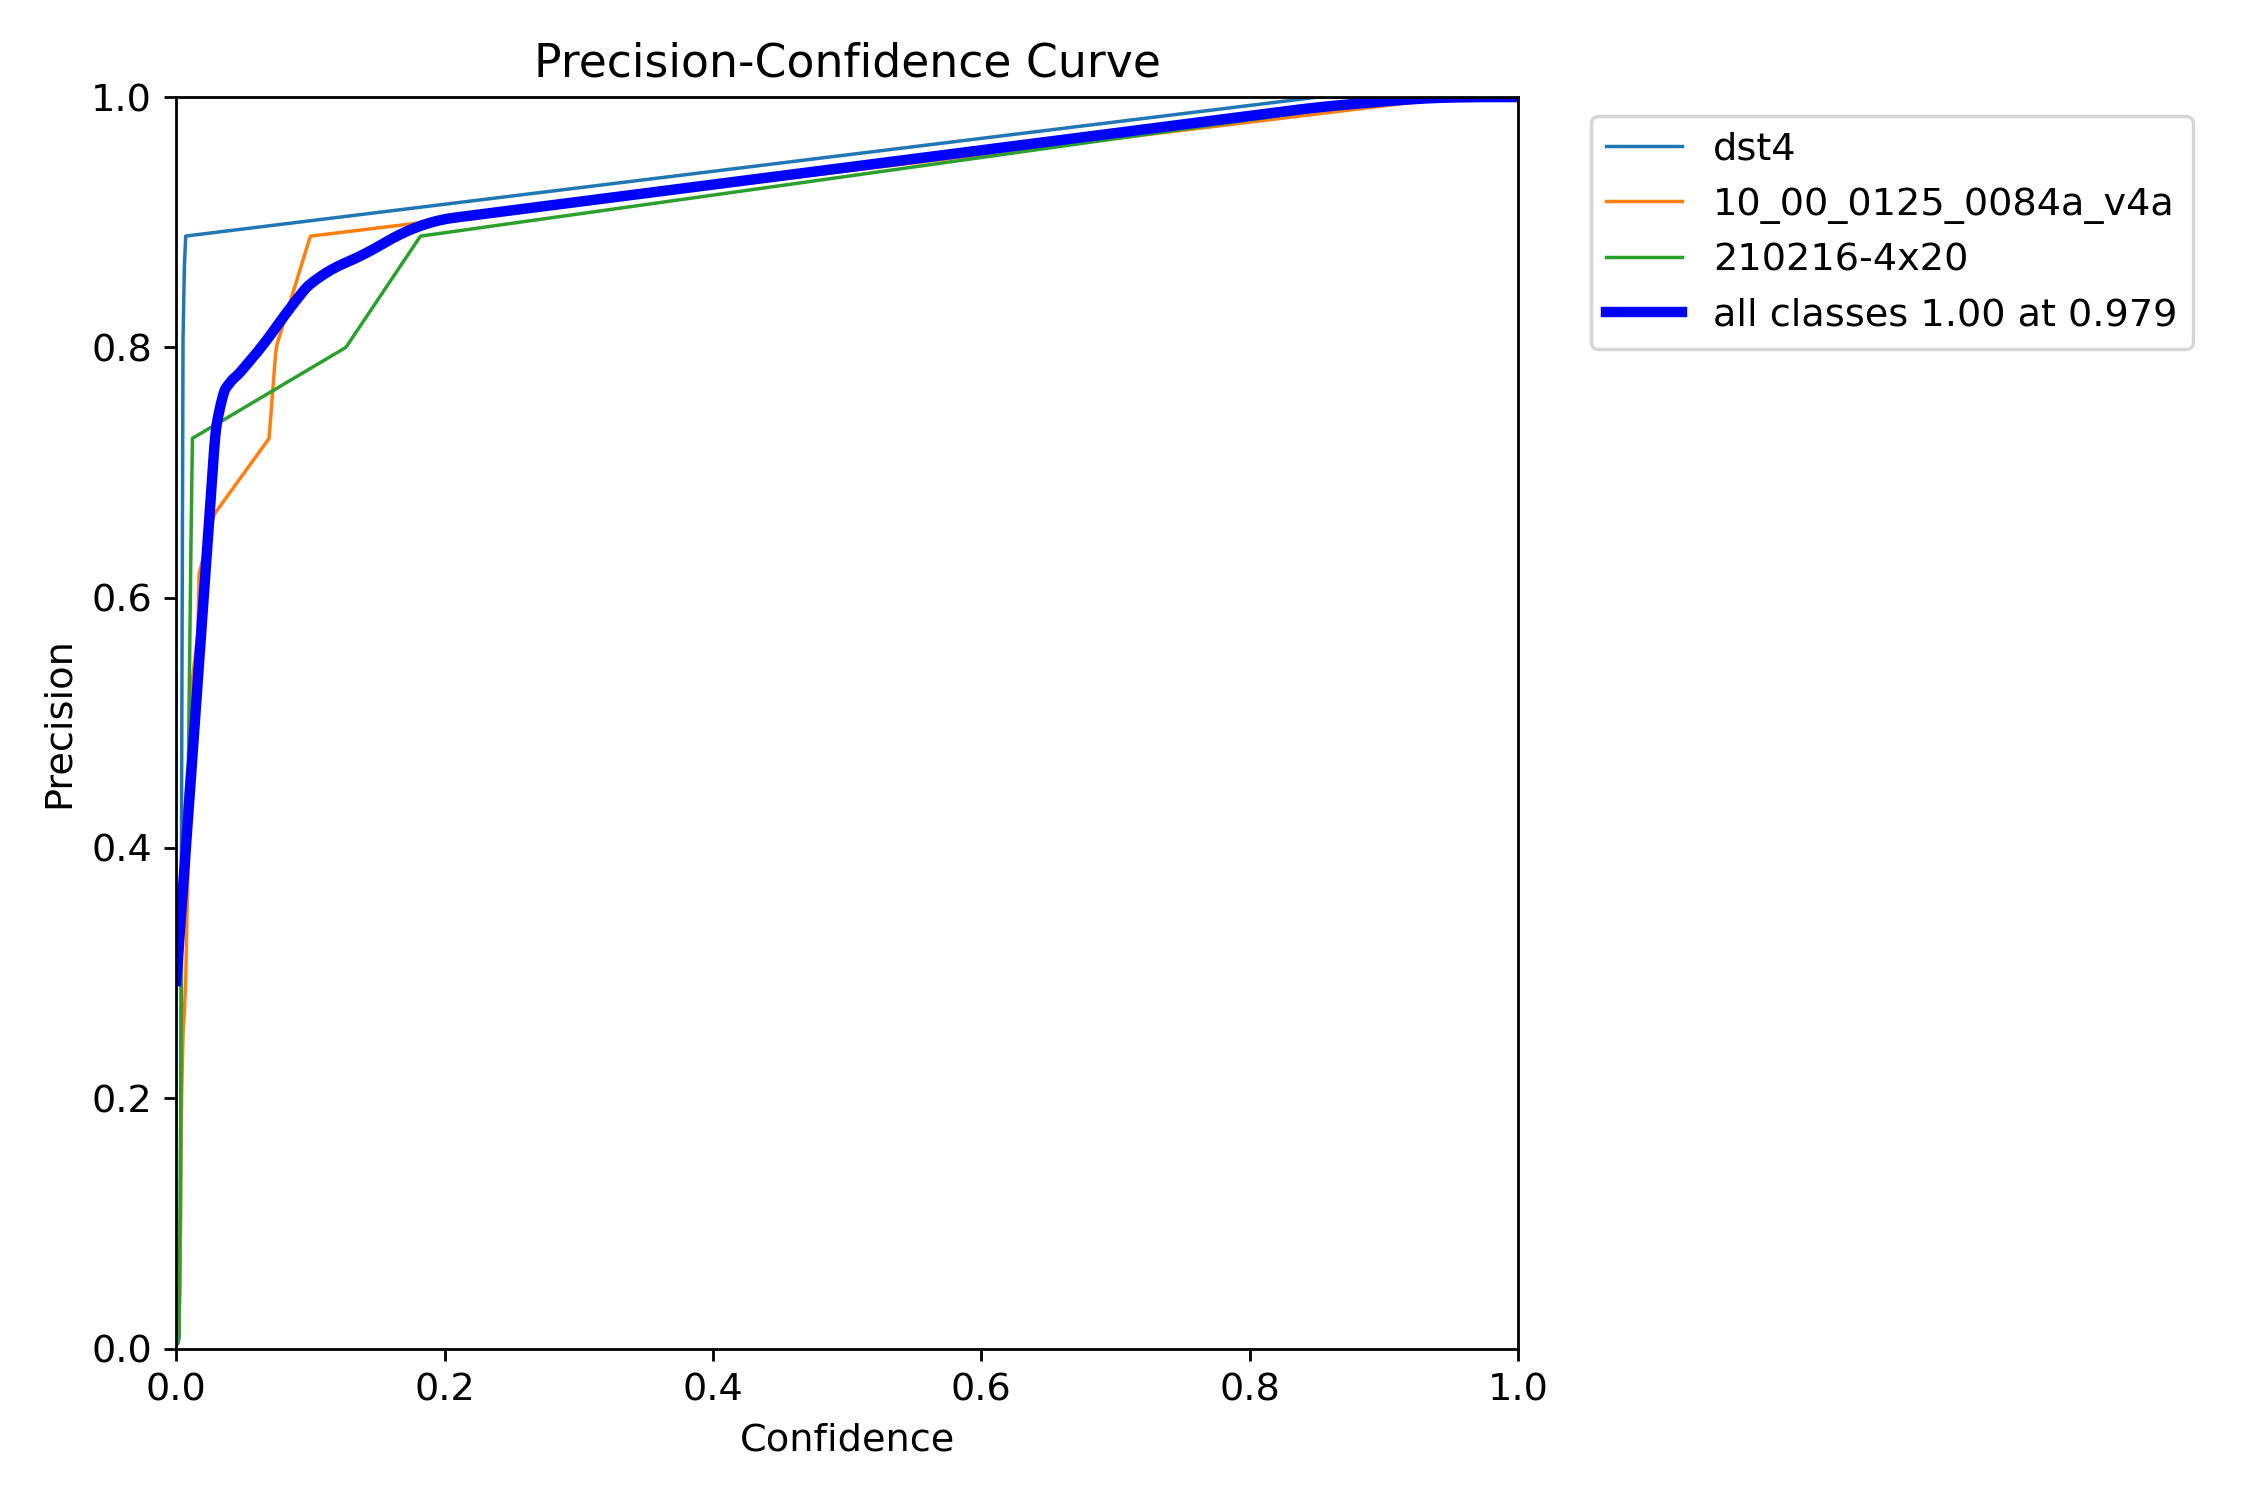 Precision-Confidence Curve
1.0
0.8
0.6
0.4
0.2
0.0
Precision
0.0 0.2 0.4 0.6 0.8 1.0
Confidence
dst4
10_00_0125_0084a_v4a
210216-4x20
all classes 1.00 at 0.979